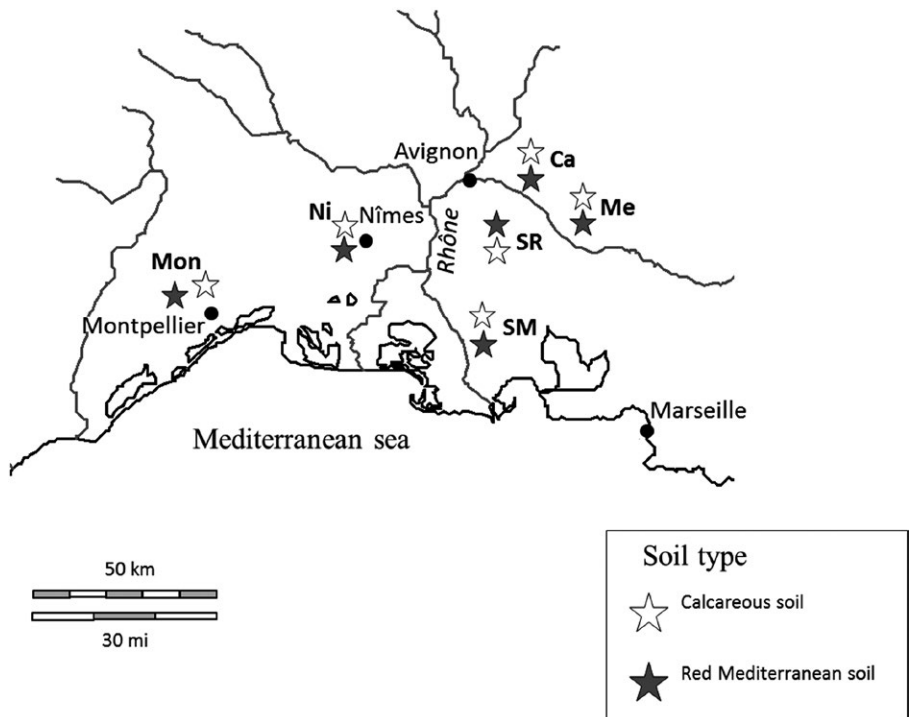 Avignon
Ca
Me
Ni
Nîmes
SR
Rhône
Mon
Montpellier
SM
Marseille
Mediterranean sea
50 km
30 mi
Soil type
Calcareous soil
Red Mediterranean soil